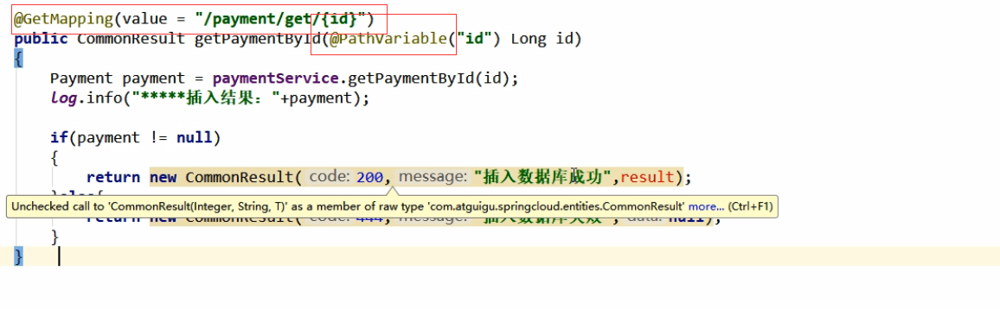 @GetMapping(value = "/payment/get/{id}")
public CommonResult getPaymentById(@PathVariable("id") Long id)
{
Payment payment = paymentService.getPaymentById(id);
log.info("*****插入结果："+payment);
if(payment != null)
{
return new CommonResult( code: 200, message: "插入数据库成功",result);
}else{
Unchecked call to 'CommonResult(Integer, String, T)' as a member of raw type 'com.atguigu.springcloud.entities.CommonResult' more... (Ctrl+F1)
return new CommonResult( code: 444, message: "插入数据库失败", data: null);
}
}